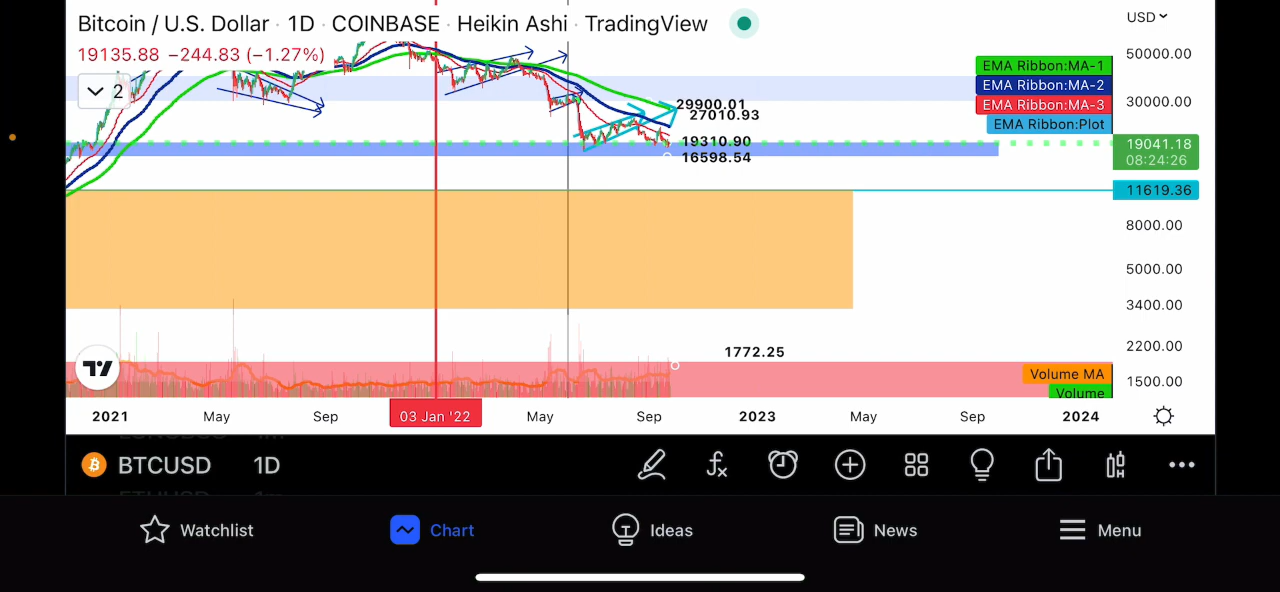 Bitcoin / U.S. Dollar · 1D · COINBASE · Heikin Ashi · TradingView
USD
19135.88 −244.83 (−1.27%)
50000.00
EMA Ribbon:MA-1
EMA Ribbon:MA-2
2
30000.00
EMA Ribbon:MA-3
29900.01
27010.93
EMA Ribbon:Plot
19310.90
19041.18
08:24:26
16598.54
11619.36
8000.00
5000.00
3400.00
2200.00
1772.25
Volume MA
1500.00
Volume
2021 May Sep 03 Jan '22 May Sep 2023 May Sep 2024
BTCUSD 1D
Watchlist Chart Ideas News Menu